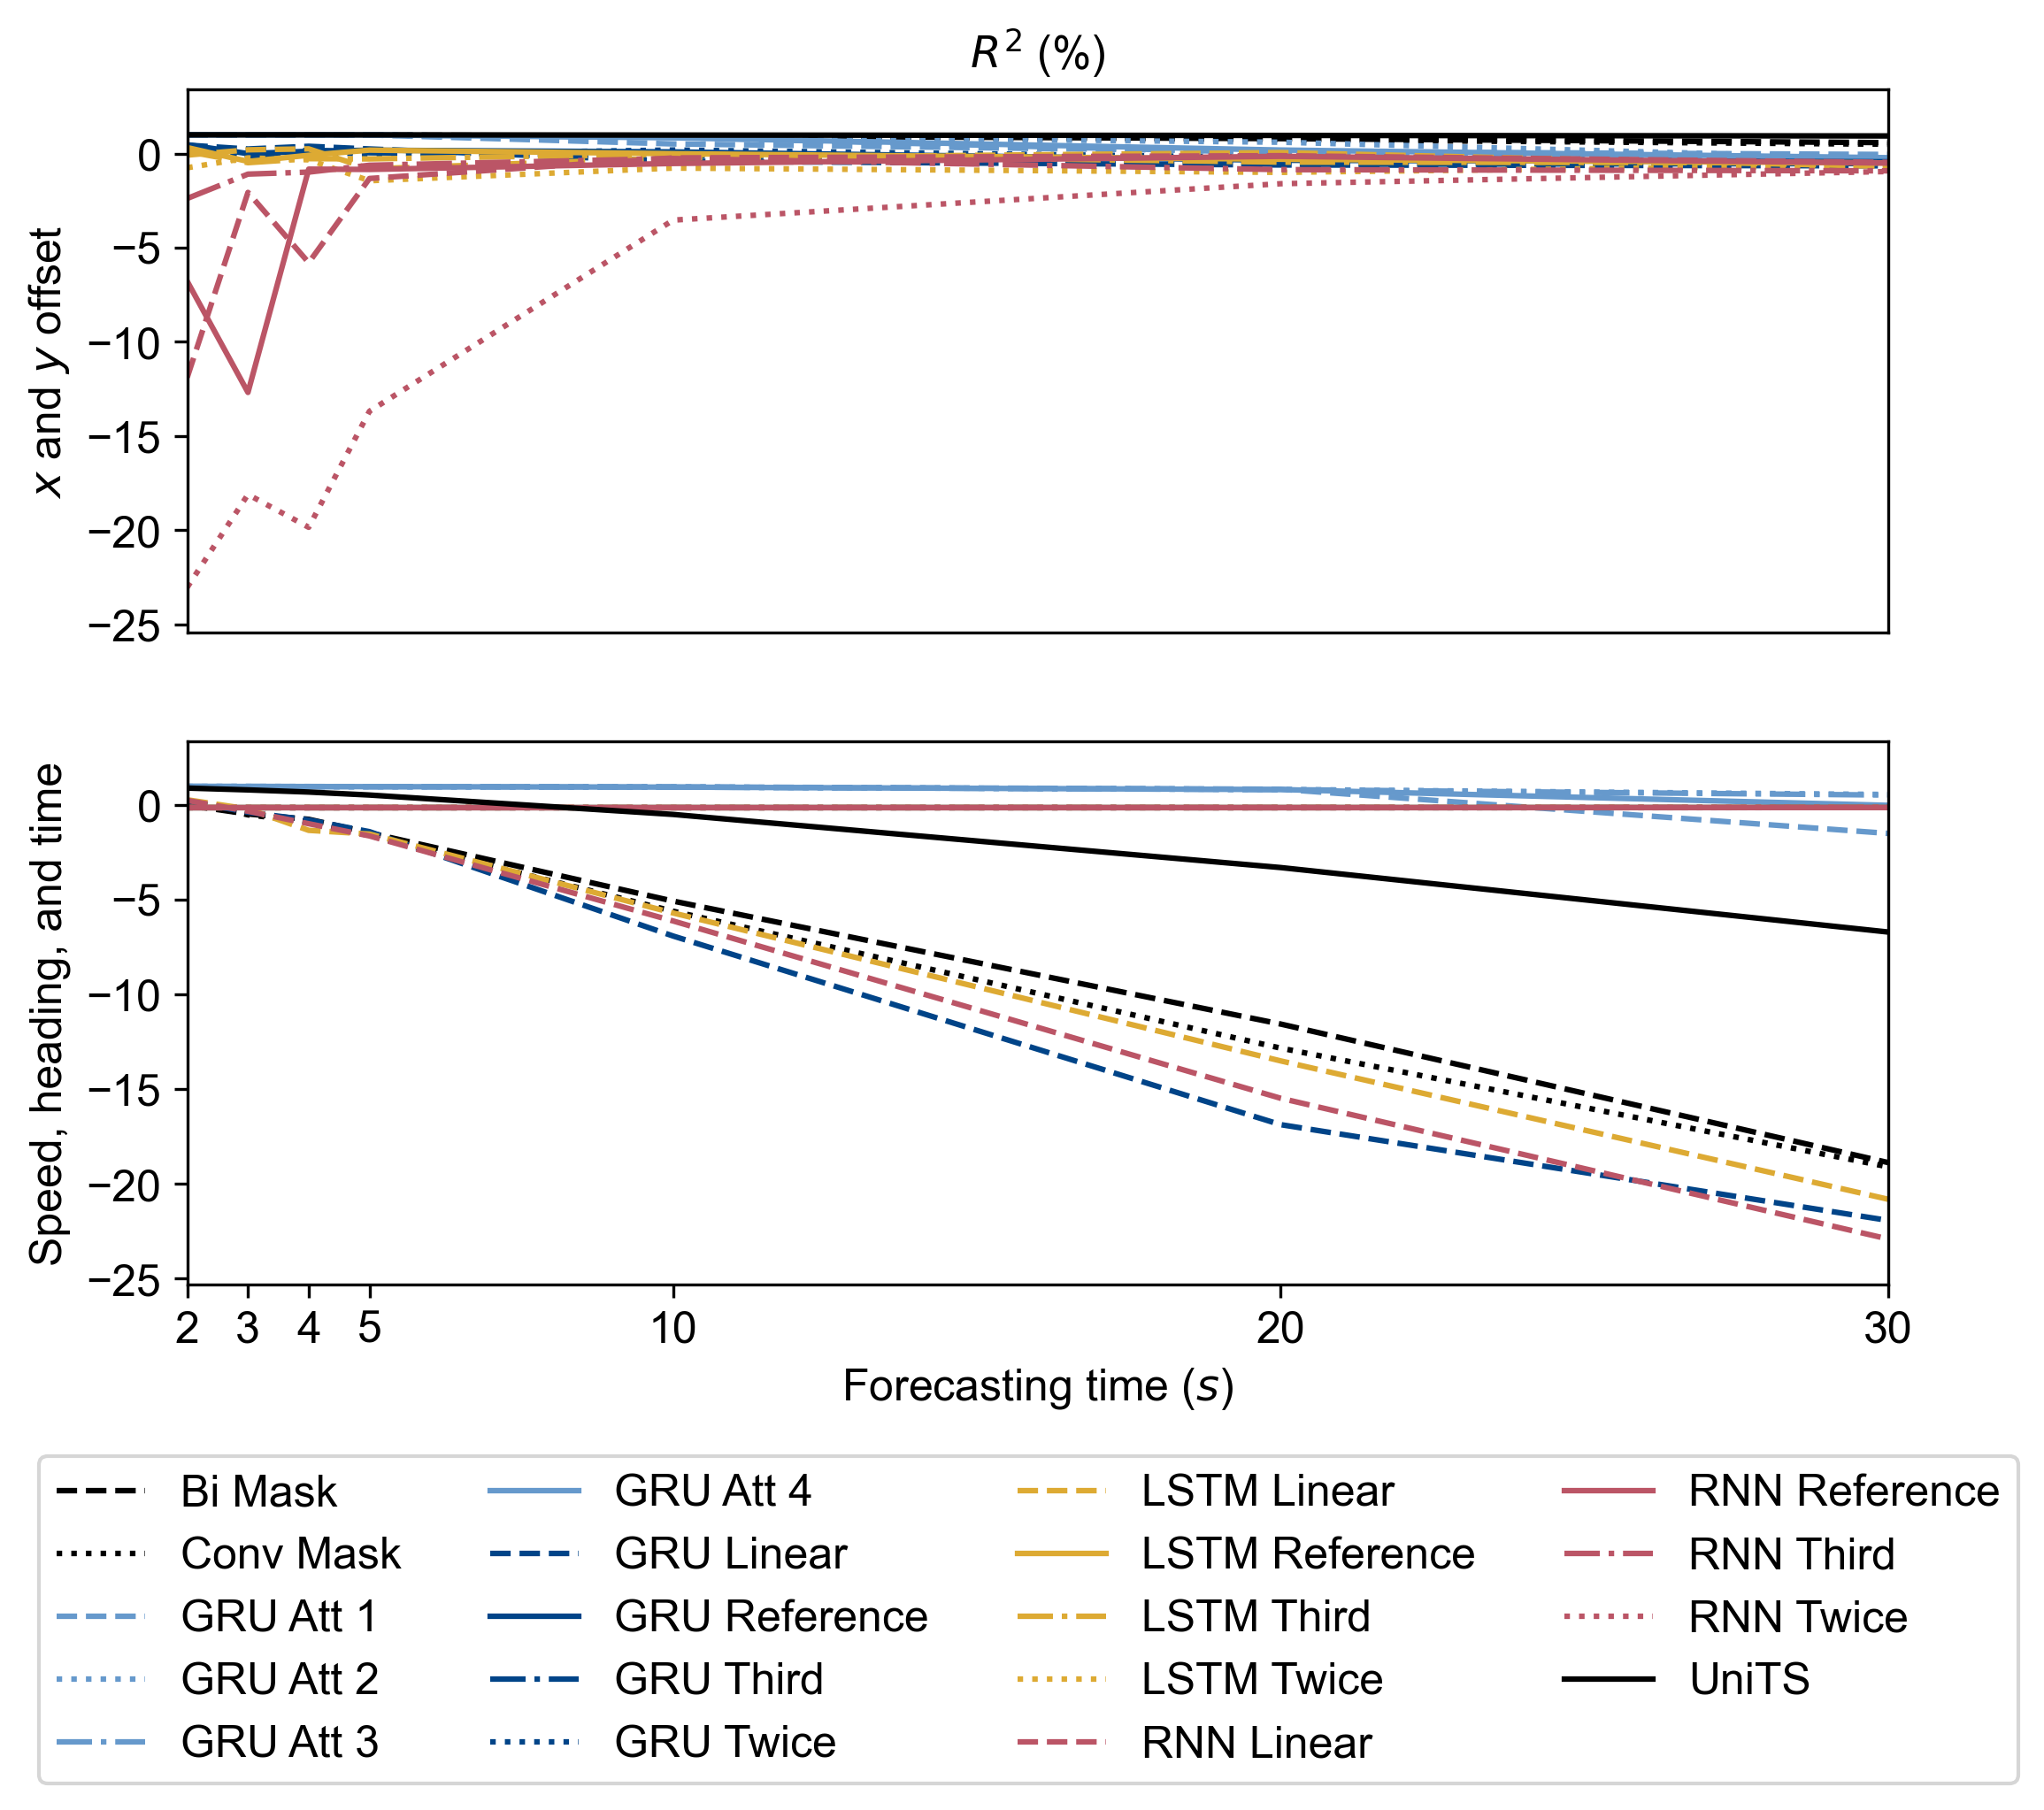 R² (%)
x and y offset
0
−5
−10
−15
−20
−25
Speed, heading, and time
0
−5
−10
−15
−20
−25
2 3 4 5 10 20 30
Forecasting time (s)
Bi Mask
Conv Mask
GRU Att 1
GRU Att 2
GRU Att 3
GRU Att 4
GRU Linear
GRU Reference
GRU Third
GRU Twice
LSTM Linear
LSTM Reference
LSTM Third
LSTM Twice
RNN Linear
RNN Reference
RNN Third
RNN Twice
UniTS